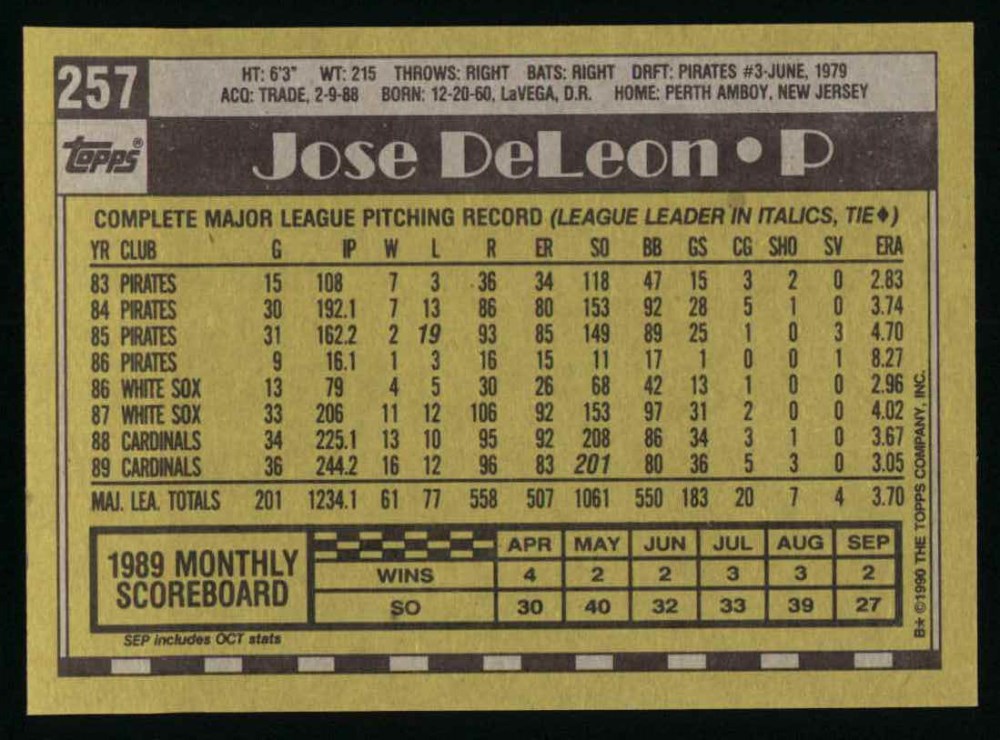 257
HT: 6'3" WT: 215 THROWS: RIGHT BATS: RIGHT DRFT: PIRATES #3-JUNE, 1979
ACQ: TRADE, 2-9-88 BORN: 12-20-60, LaVEGA, D.R. HOME: PERTH AMBOY, NEW JERSEY
Topps®
Jose DeLeon • P
COMPLETE MAJOR LEAGUE PITCHING RECORD (LEAGUE LEADER IN ITALICS, TIE♦)
YR CLUB G IP W L R ER SO BB GS CG SHO SV ERA
83 PIRATES 15 108 7 3 36 34 118 47 15 3 2 0 2.83
84 PIRATES 30 192.1 7 13 86 80 153 92 28 5 1 0 3.74
85 PIRATES 31 162.2 2 19 93 85 149 89 25 1 0 3 4.70
86 PIRATES 9 16.1 1 3 16 15 11 17 1 0 0 1 8.27
86 WHITE SOX 13 79 4 5 30 26 68 42 13 1 0 0 2.96
87 WHITE SOX 33 206 11 12 106 92 153 97 31 2 0 0 4.02
88 CARDINALS 34 225.1 13 10 95 92 208 86 34 3 1 0 3.67
89 CARDINALS 36 244.2 16 12 96 83 201 80 36 5 3 0 3.05
MAJ. LEA. TOTALS 201 1234.1 61 77 558 507 1061 550 183 20 7 4 3.70
1989 MONTHLY
SCOREBOARD
APR MAY JUN JUL AUG SEP
WINS 4 2 2 3 3 2
SO 30 40 32 33 39 27
SEP includes OCT stats
B★ ©1990 THE TOPPS COMPANY, INC.